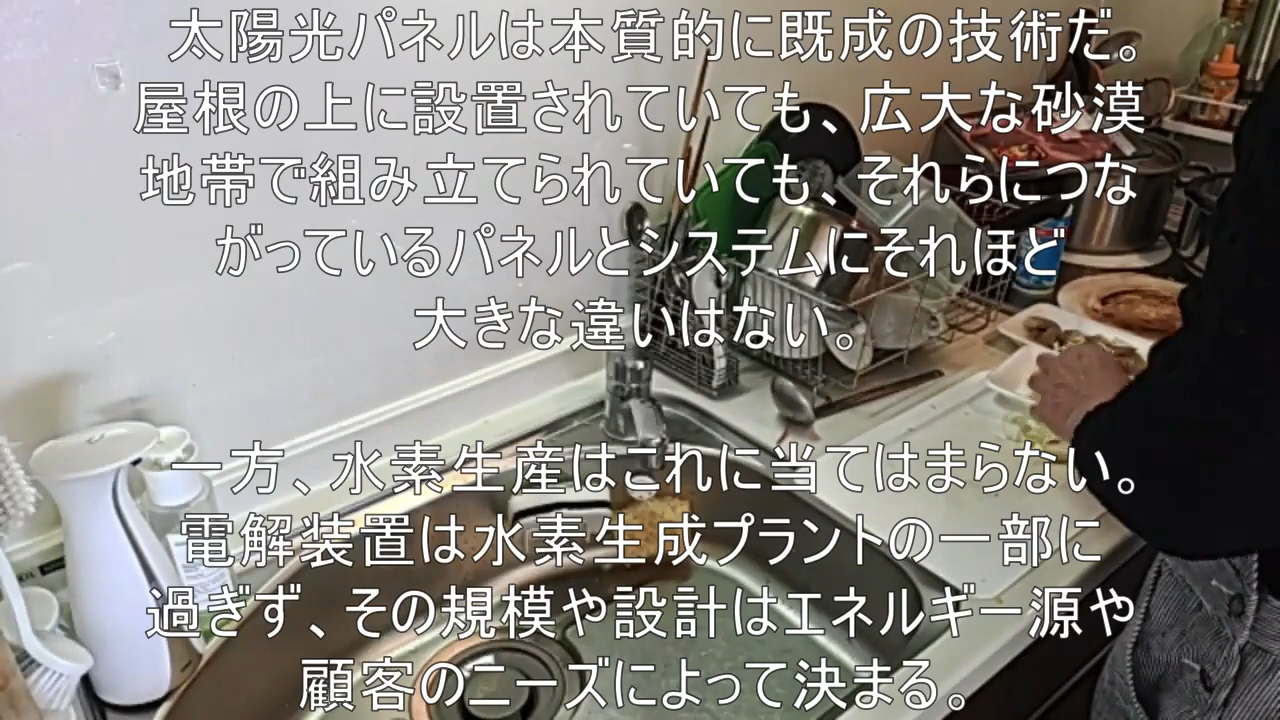 太陽光パネルは本質的に既成の技術だ。
屋根の上に設置されていても、広大な砂漠
地帯で組み立てられていても、それらにつな
がっているパネルとシステムにそれほど
大きな違いはない。
一方、水素生産はこれに当てはまらない。
電解装置は水素生成プラントの一部に
過ぎず、その規模や設計はエネルギー源や
顧客のニーズによって決まる。